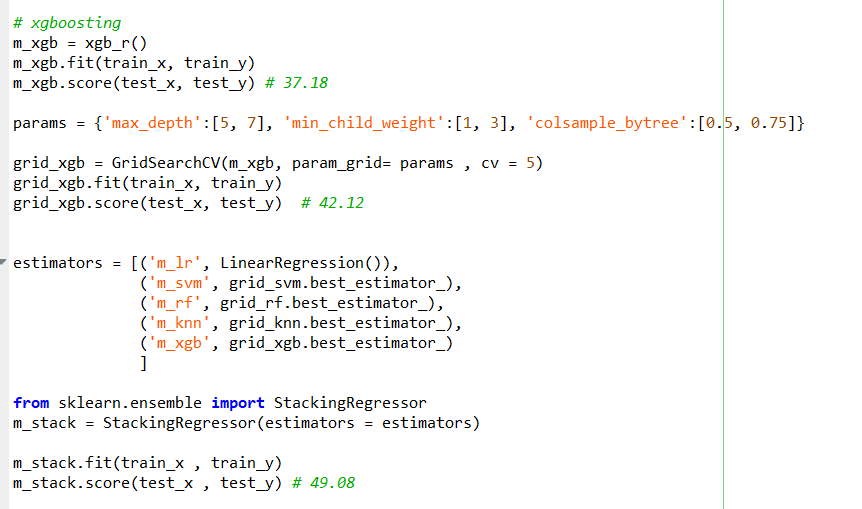 # xgboosting
m_xgb = xgb_r()
m_xgb.fit(train_x, train_y)
m_xgb.score(test_x, test_y) # 37.18
params = {'max_depth':[5, 7], 'min_child_weight':[1, 3], 'colsample_bytree':[0.5, 0.75]}
grid_xgb = GridSearchCV(m_xgb, param_grid= params , cv = 5)
grid_xgb.fit(train_x, train_y)
grid_xgb.score(test_x, test_y)  # 42.12
estimators = [('m_lr', LinearRegression()),
              ('m_svm', grid_svm.best_estimator_),
              ('m_rf', grid_rf.best_estimator_),
              ('m_knn', grid_knn.best_estimator_),
              ('m_xgb', grid_xgb.best_estimator_)
              ]
from sklearn.ensemble import StackingRegressor
m_stack = StackingRegressor(estimators = estimators)
m_stack.fit(train_x , train_y)
m_stack.score(test_x , test_y) # 49.08